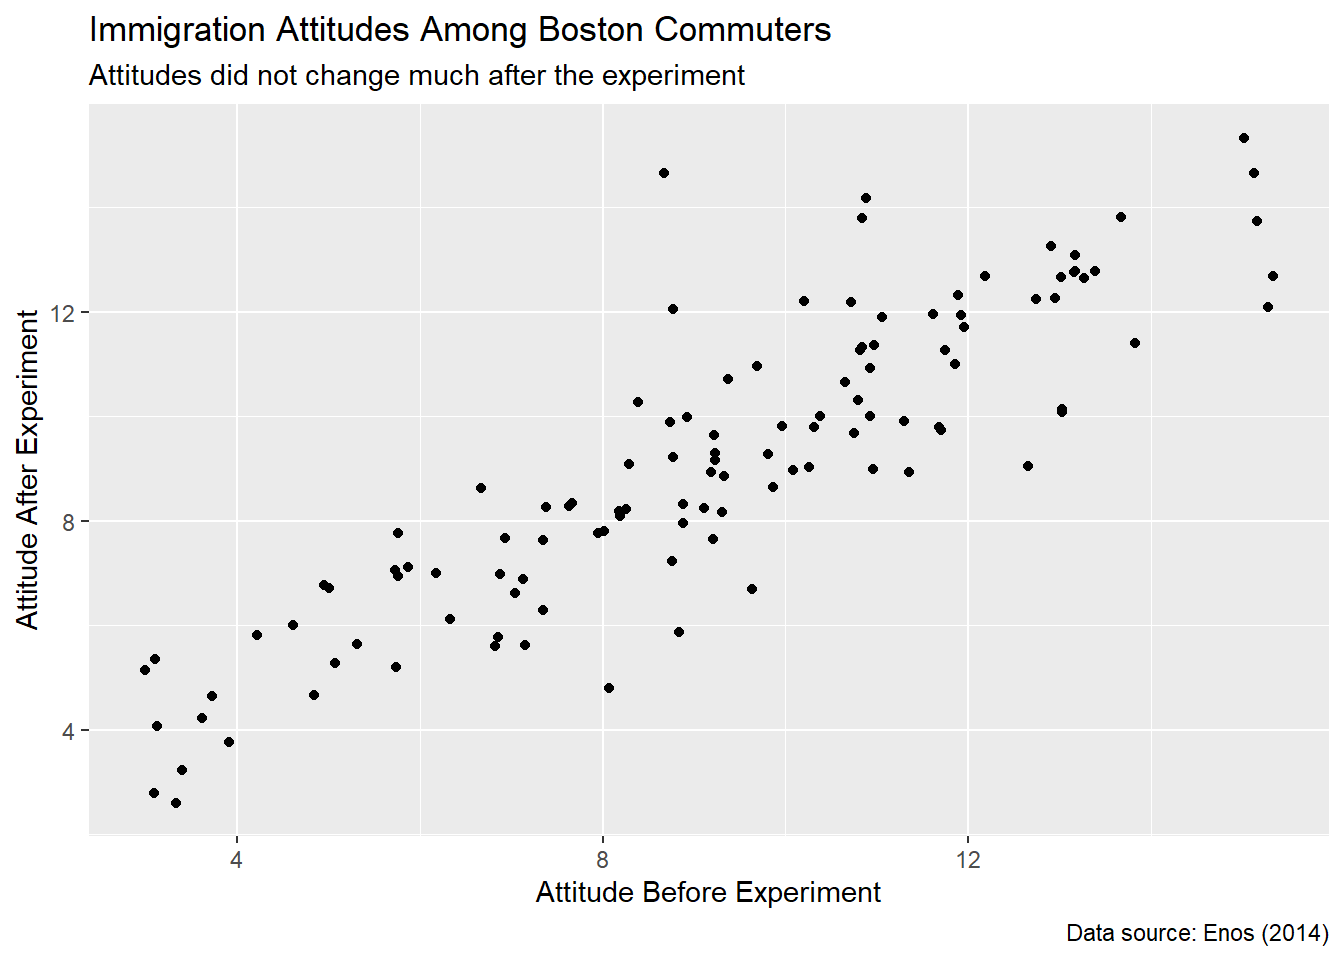 Immigration Attitudes Among Boston Commuters
Attitudes did not change much after the experiment
12
8
4
Attitude After Experiment
4 8 12
Attitude Before Experiment
Data source: Enos (2014)